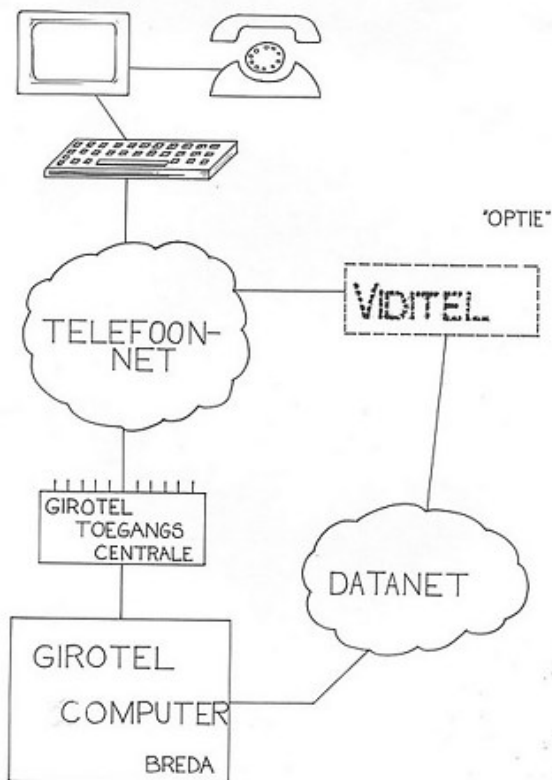 "OPTIE"
VIDITEL
TELEFOON-
NET
GIROTEL
TOEGANGS
CENTRALE
DATANET
GIROTEL
COMPUTER
BREDA